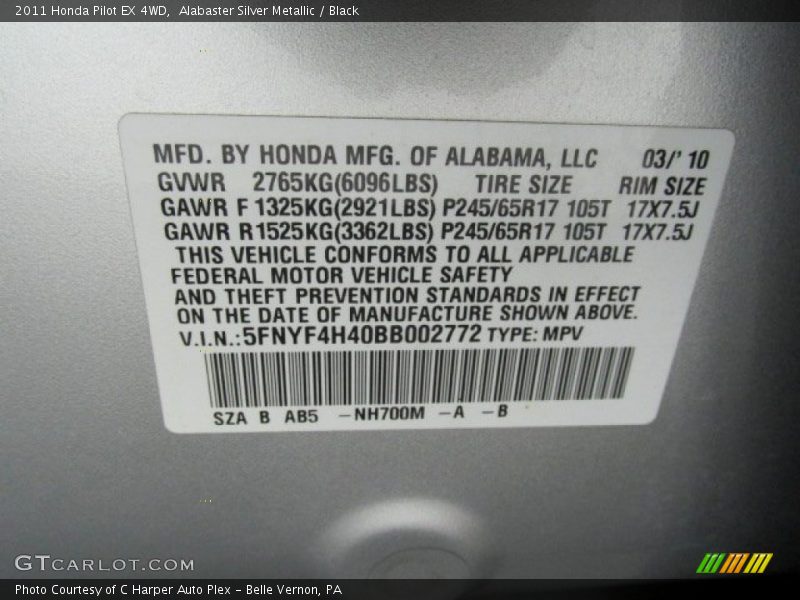 2011 Honda Pilot EX 4WD,  Alabaster Silver Metallic / Black
MFD. BY HONDA MFG. OF ALABAMA, LLC 03/' 10
GVWR 2765KG(6096LBS) TIRE SIZE RIM SIZE
GAWR F 1325KG(2921LBS) P245/65R17 105T 17X7.5J
GAWR R1525KG(3362LBS) P245/65R17 105T 17X7.5J
THIS VEHICLE CONFORMS TO ALL APPLICABLE
FEDERAL MOTOR VEHICLE SAFETY
AND THEFT PREVENTION STANDARDS IN EFFECT
ON THE DATE OF MANUFACTURE SHOWN ABOVE.
V.I.N.:5FNYF4H40BB002772 TYPE: MPV
SZA B AB5 -NH700M -A -B
GTCARLOT.COM
Photo Courtesy of C Harper Auto Plex - Belle Vernon, PA